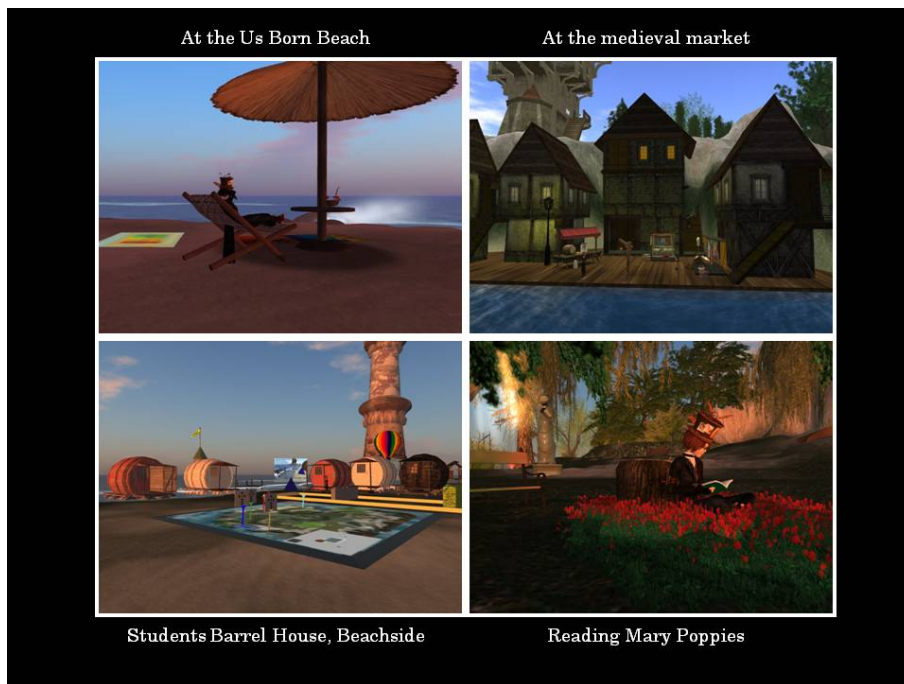 At the Us Born Beach
At the medieval market
Students Barrel House, Beachside
Reading Mary Poppies